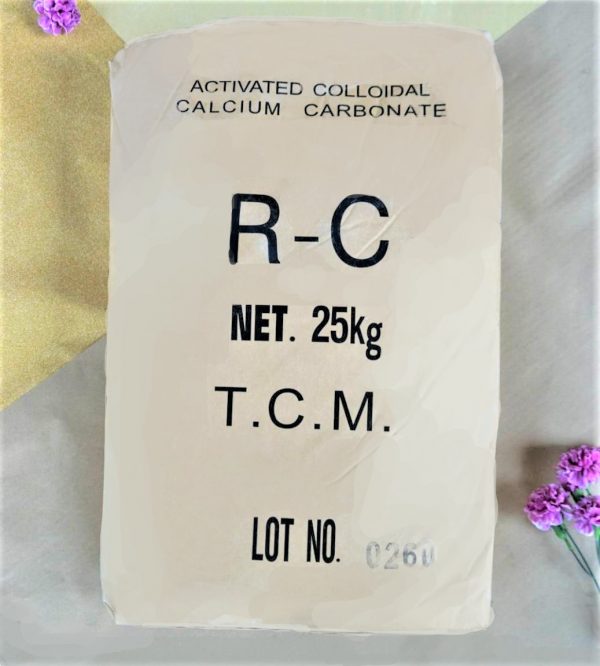 ACTIVATED COLLOIDAL
CALCIUM CARBONATE
R-C
NET. 25kg
T.C.M.
LOT NO. 0260